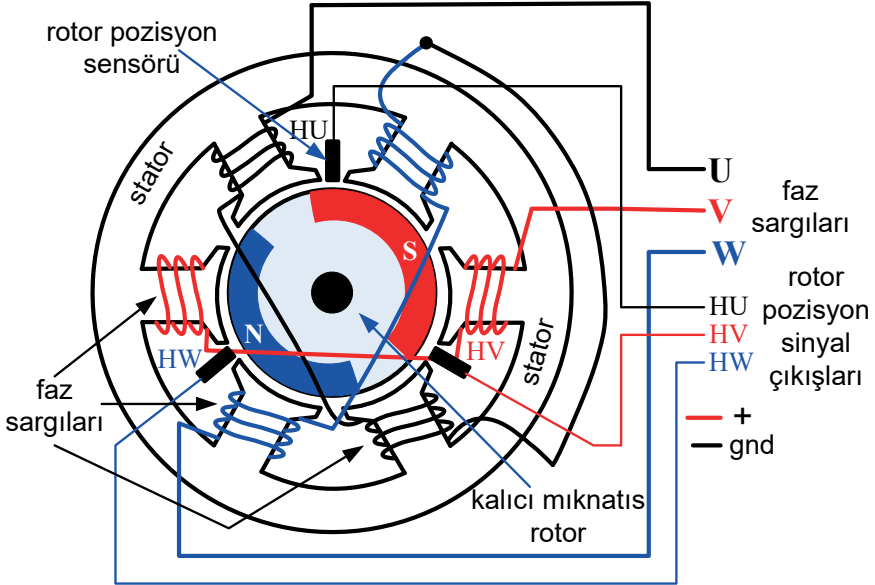 rotor pozisyon
sensörü
HU
stator
U
V
W
faz
sargıları
S
N
HU
HV
HW
rotor
pozisyon
sinyal
çıkışları
HW
HV
stator
faz
sargıları
+
gnd
kalıcı mıknatıs
rotor